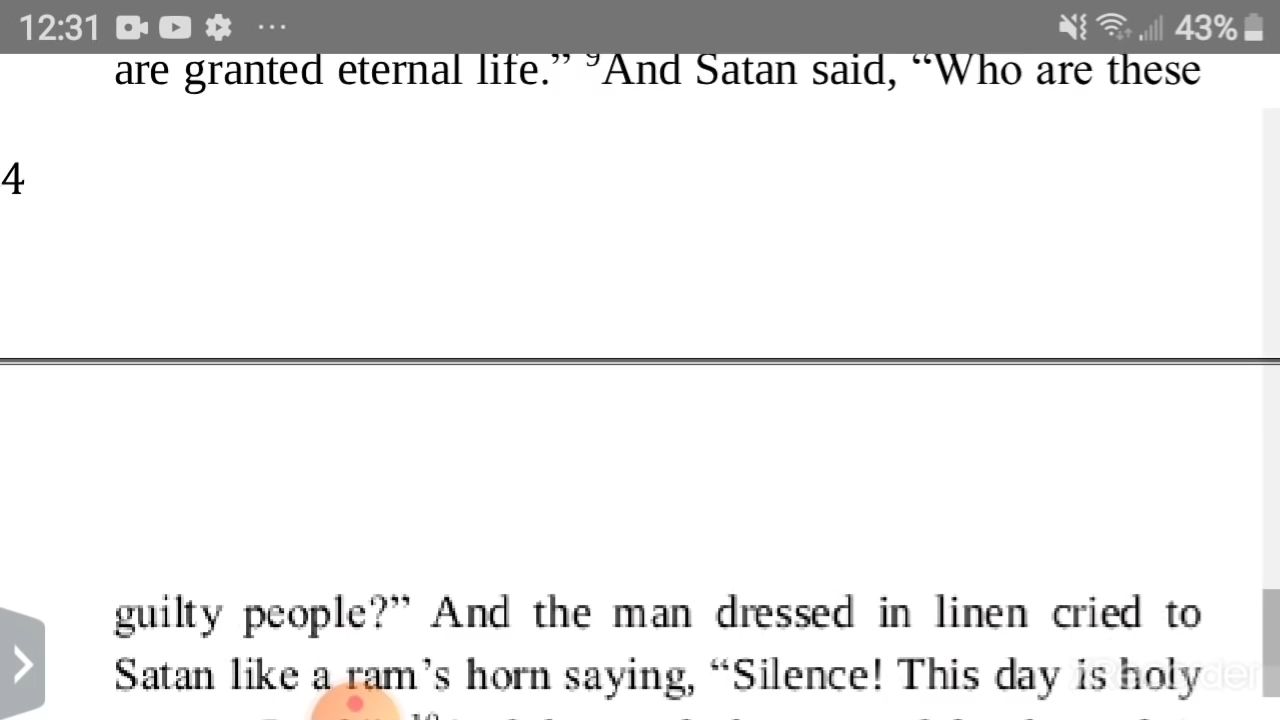 12:31 ... 43%
are granted eternal life.” ⁹And Satan said, “Who are these
4
guilty people?” And the man dressed in linen cried to
Satan like a ram’s horn saying, “Silence! This day is holy
10